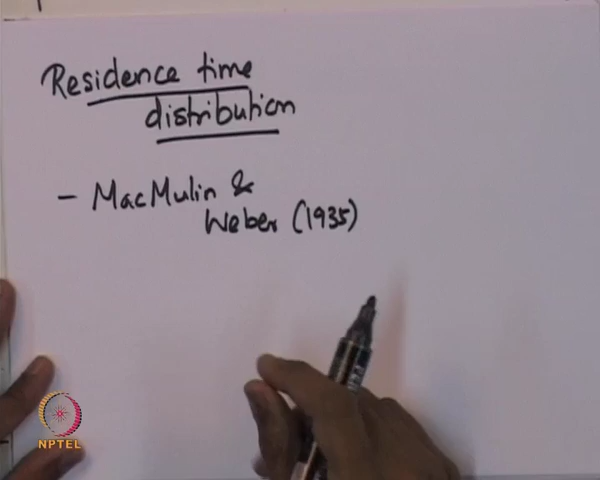 Residence time
distribution
- MacMulin &
Weber (1935)
NPTEL